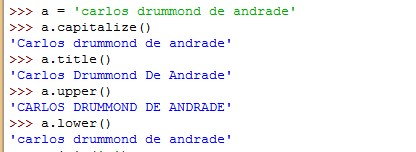 >>> a = 'carlos drummond de andrade'
>>> a.capitalize()
'Carlos drummond de andrade'
>>> a.title()
'Carlos Drummond De Andrade'
>>> a.upper()
'CARLOS DRUMMOND DE ANDRADE'
>>> a.lower()
'carlos drummond de andrade'